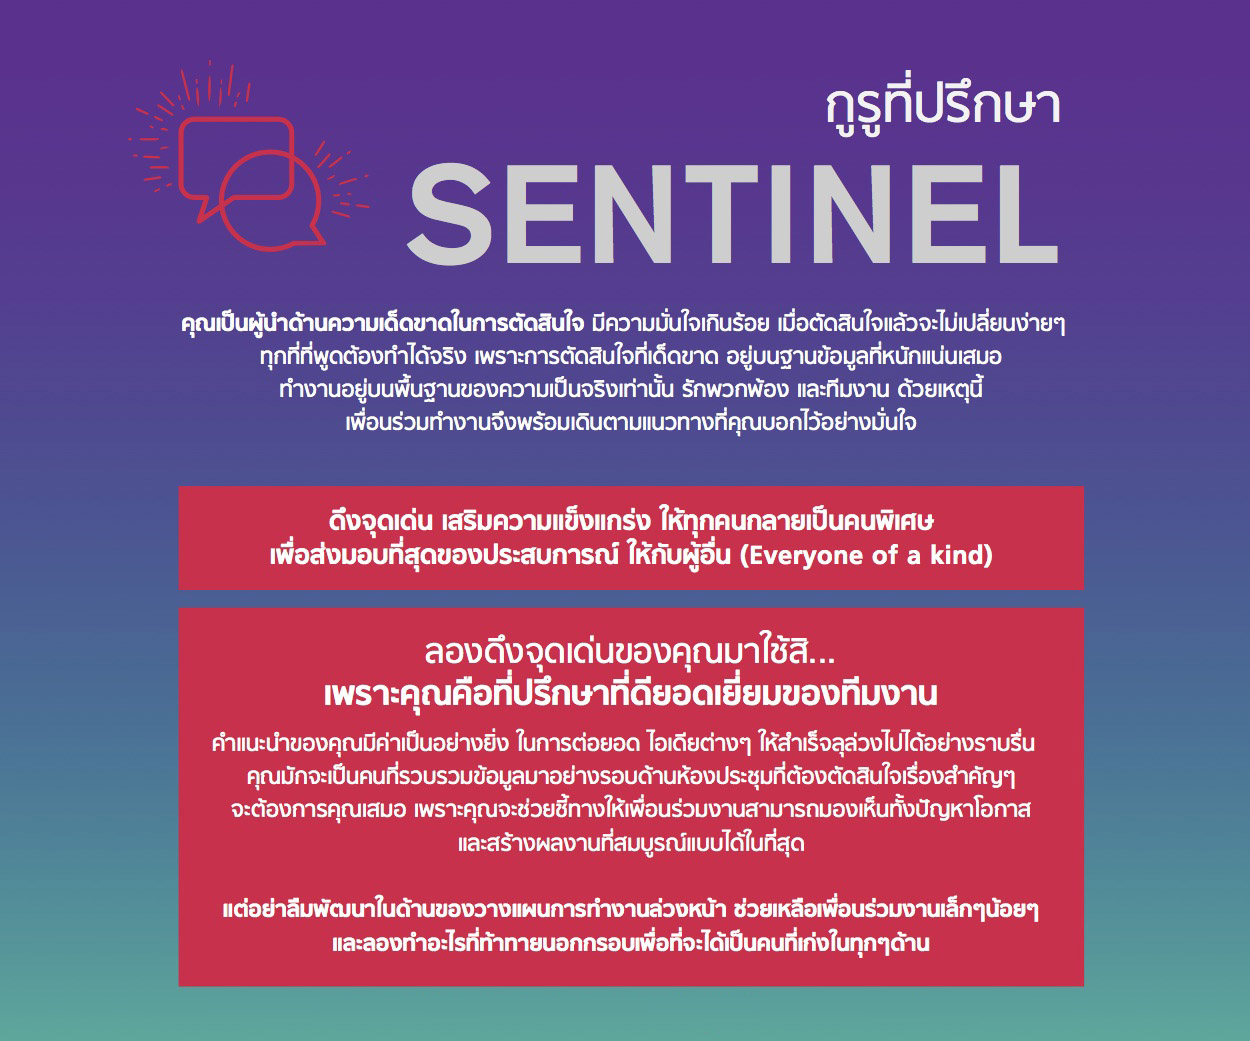 กูรูที่ปรึกษา
SENTINEL
คุณเป็นผู้นำด้านความเด็ดขาดในการตัดสินใจ มีความมั่นใจเกินร้อย เมื่อตัดสินใจแล้วจะไม่เปลี่ยนง่ายๆ
ทุกที่ที่พูดต้องทำได้จริง เพราะการตัดสินใจที่เด็ดขาด อยู่บนฐานข้อมูลที่หนักแน่นเสมอ
ทำงานอยู่บนพื้นฐานของความเป็นจริงเท่านั้น รักพวกพ้อง และทีมงาน ด้วยเหตุนี้
เพื่อนร่วมทำงานจึงพร้อมเดินตามแนวทางที่คุณบอกไว้อย่างมั่นใจ
ดึงจุดเด่น เสริมความแข็งแกร่ง ให้ทุกคนกลายเป็นคนพิเศษ
เพื่อส่งมอบที่สุดของประสบการณ์ ให้กับผู้อื่น (Everyone of a kind)
ลองดึงจุดเด่นของคุณมาใช้สิ...
เพราะคุณคือที่ปรึกษาที่ดียอดเยี่ยมของทีมงาน
คำแนะนำของคุณมีค่าเป็นอย่างยิ่ง ในการต่อยอด ไอเดียต่างๆ ให้สำเร็จลุล่วงไปได้อย่างราบรื่น
คุณมักจะเป็นคนที่รวบรวมข้อมูลมาอย่างรอบด้านห้องประชุมที่ต้องตัดสินใจเรื่องสำคัญๆ
จะต้องการคุณเสมอ เพราะคุณจะช่วยชี้ทางให้เพื่อนร่วมงานสามารถมองเห็นทั้งปัญหาโอกาส
และสร้างผลงานที่สมบูรณ์แบบได้ในที่สุด
แต่อย่าลืมพัฒนาในด้านของวางแผนการทำงานล่วงหน้า ช่วยเหลือเพื่อนร่วมงานเล็กๆน้อยๆ
และลองทำอะไรที่ท้าทายนอกกรอบเพื่อที่จะได้เป็นคนที่เก่งในทุกๆด้าน